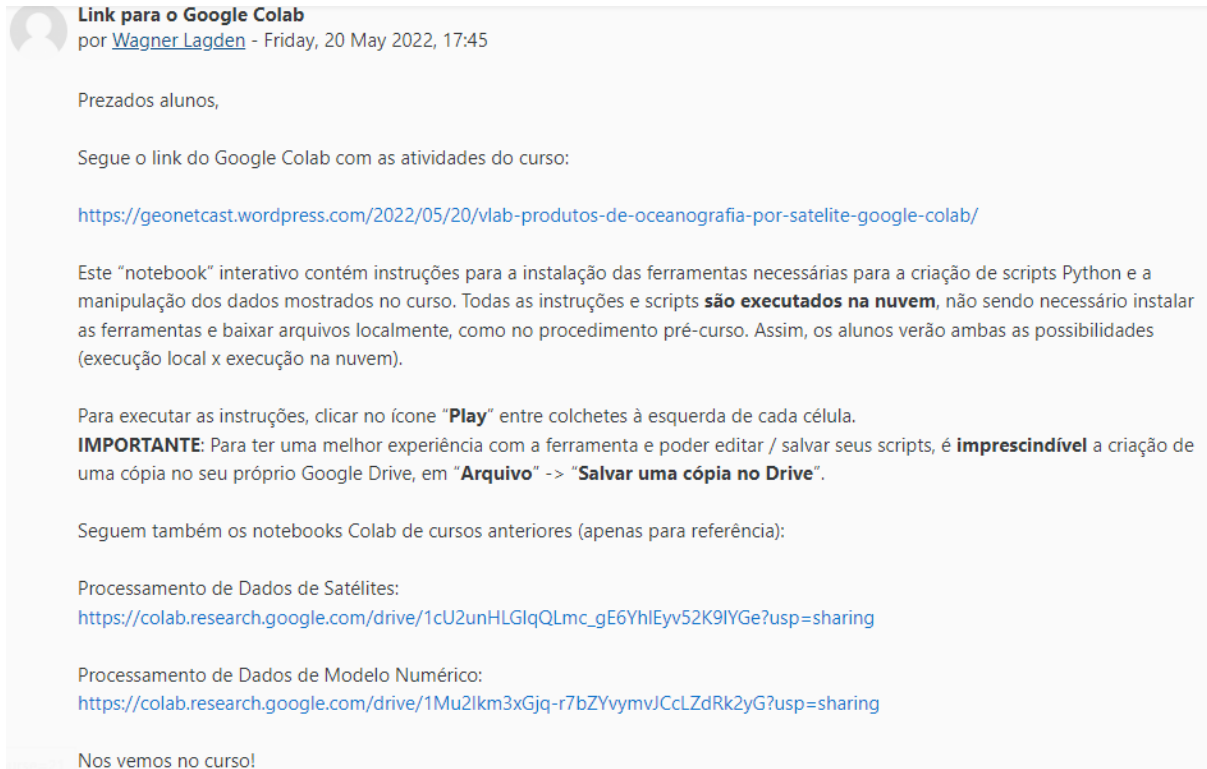 Link para o Google Colab
por Wagner Lagden - Friday, 20 May 2022, 17:45
Prezados alunos,
Segue o link do Google Colab com as atividades do curso:
https://geonetcast.wordpress.com/2022/05/20/vlab-produtos-de-oceanografia-por-satelite-google-colab/
Este “notebook” interativo contém instruções para a instalação das ferramentas necessárias para a criação de scripts Python e a
manipulação dos dados mostrados no curso. Todas as instruções e scripts são executados na nuvem, não sendo necessário instalar
as ferramentas e baixar arquivos localmente, como no procedimento pré-curso. Assim, os alunos verão ambas as possibilidades
(execução local x execução na nuvem).
Para executar as instruções, clicar no ícone “Play” entre colchetes à esquerda de cada célula.
IMPORTANTE: Para ter uma melhor experiência com a ferramenta e poder editar / salvar seus scripts, é imprescindível a criação de
uma cópia no seu próprio Google Drive, em “Arquivo” -> “Salvar uma cópia no Drive”.
Seguem também os notebooks Colab de cursos anteriores (apenas para referência):
Processamento de Dados de Satélites:
https://colab.research.google.com/drive/1cU2unHLGlqQLmc_gE6YhlEyv52K9lYGe?usp=sharing
Processamento de Dados de Modelo Numérico:
https://colab.research.google.com/drive/1Mu2lkm3xGjq-r7bZYvymvJCcLZdRk2yG?usp=sharing
Nos vemos no curso!